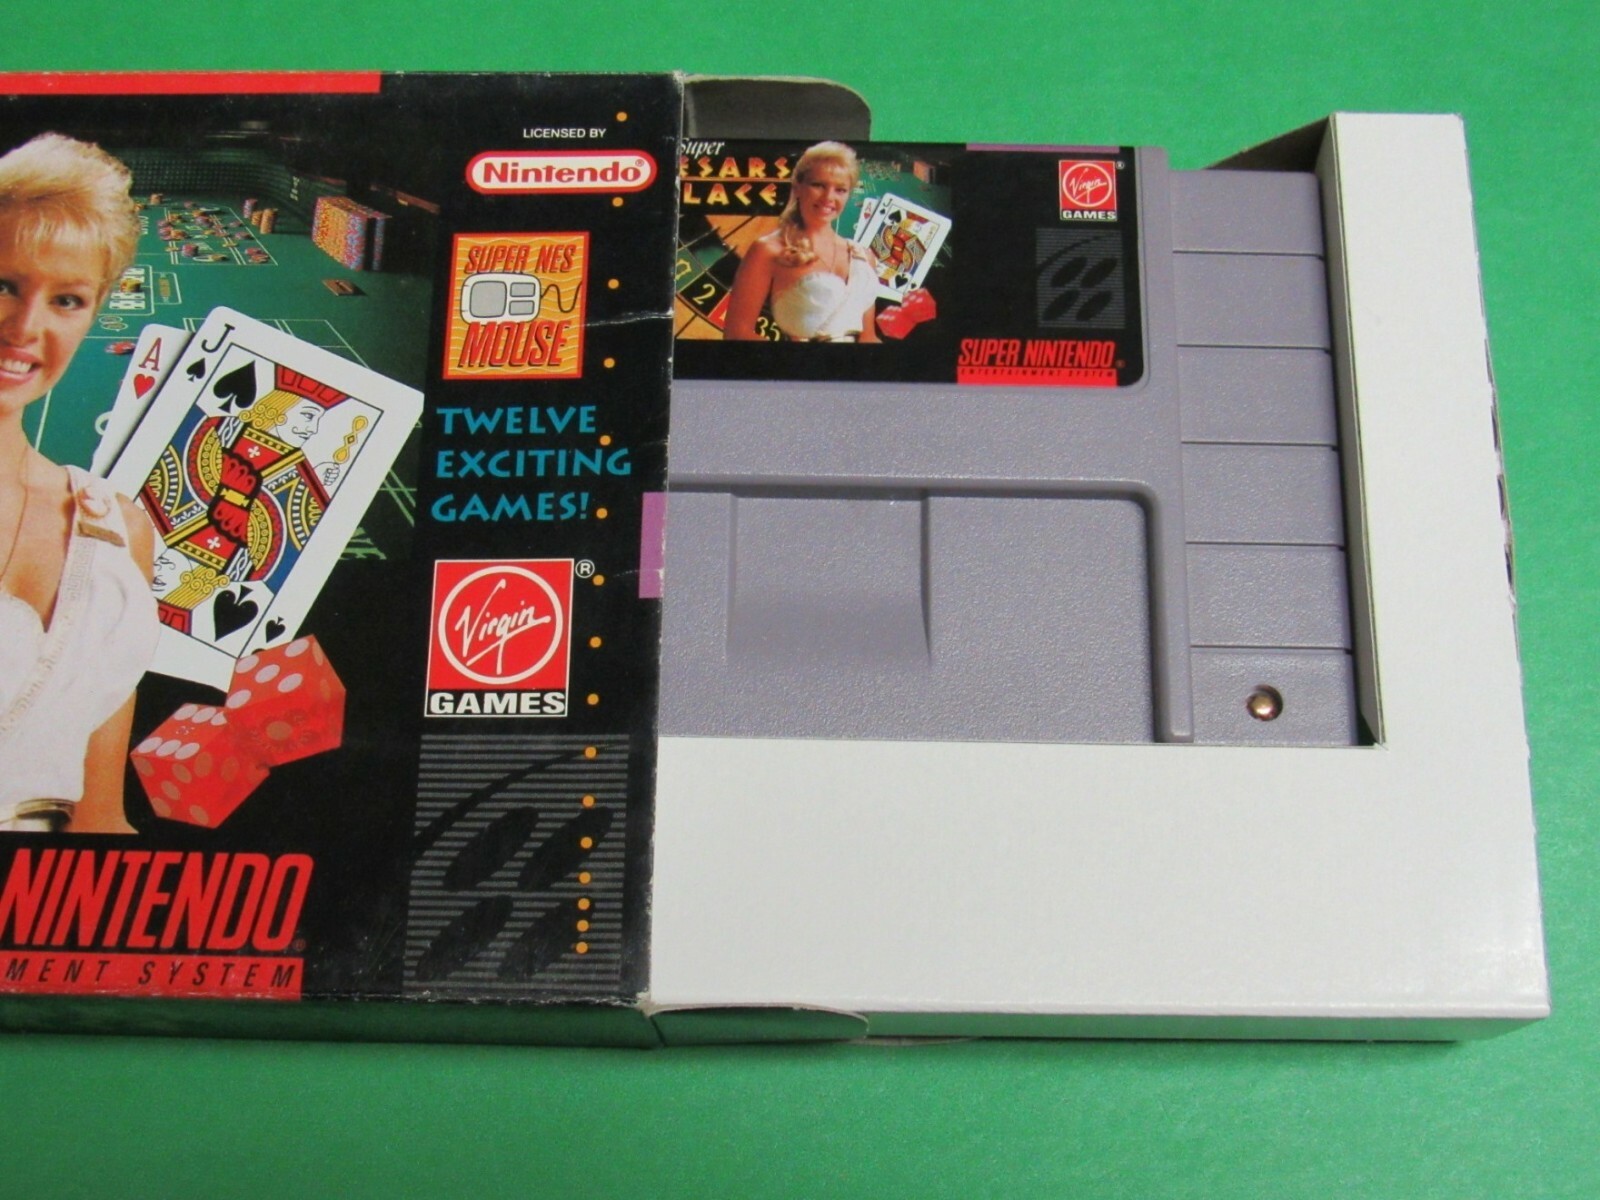 LICENSED BY
Nintendo®
SUPER NES
MOUSE
TWELVE
EXCITING
GAMES!
Virgin®
GAMES
A
J
NINTENDO®
MENT SYSTEM
Super
ESARS™
LACE
J
2
35
Virgin®
GAMES
SUPER NINTENDO®
ENTERTAINMENT SYSTEM